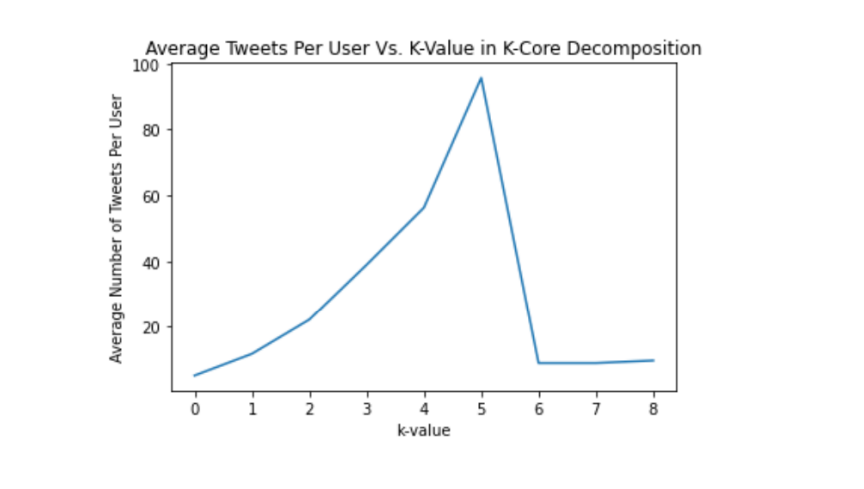 Average Tweets Per User Vs. K-Value in K-Core Decomposition
100
80
60
40
20
Average Number of Tweets Per User
0 1 2 3 4 5 6 7 8
k-value